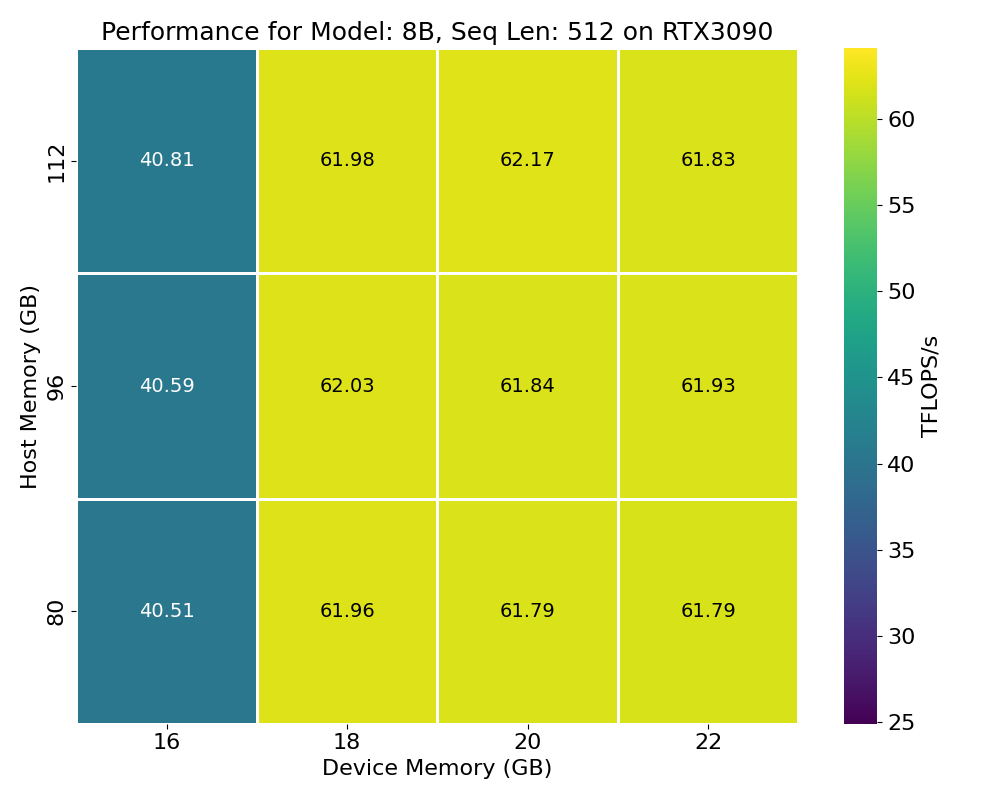 Performance for Model: 8B, Seq Len: 512 on RTX3090
112
40.81 61.98 62.17 61.83
96
40.59 62.03 61.84 61.93
80
40.51 61.96 61.79 61.79
Host Memory (GB)
16 18 20 22
Device Memory (GB)
60
55
50
45
40
35
30
25
TFLOPS/s